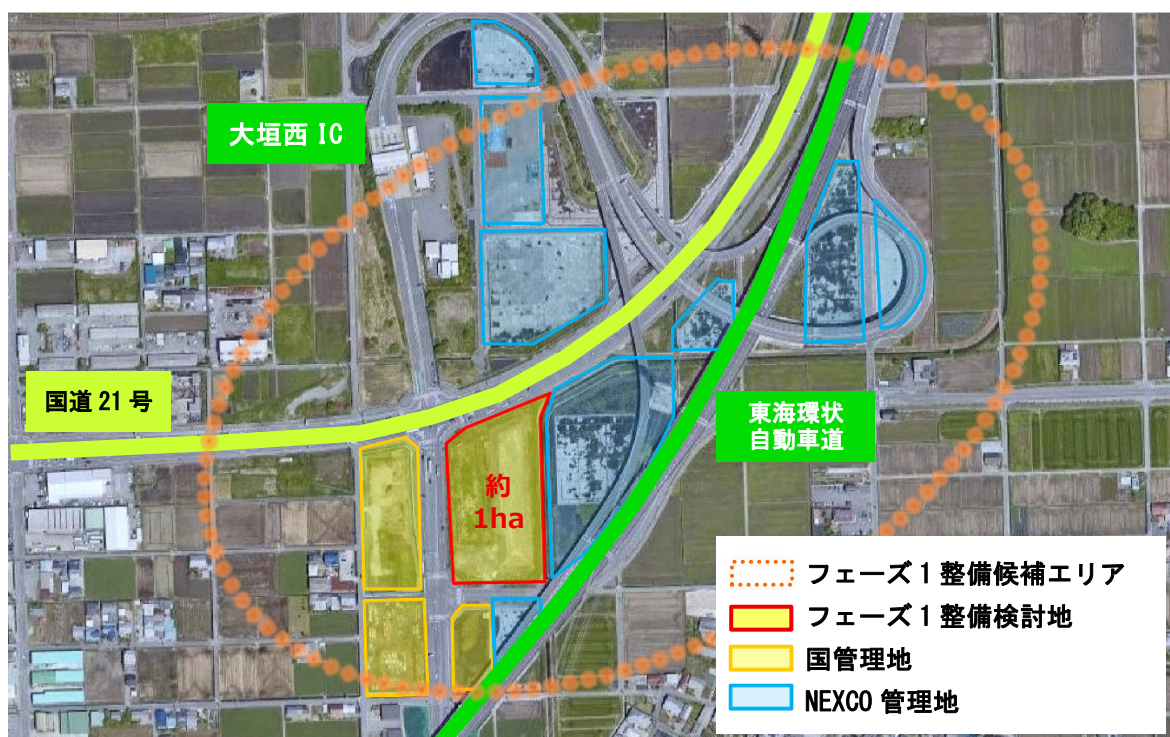 大垣西 IC
国道 21 号
東海環状
自動車道
約
1ha
フェーズ 1 整備候補エリア
フェーズ 1 整備検討地
国管理地
NEXCO 管理地